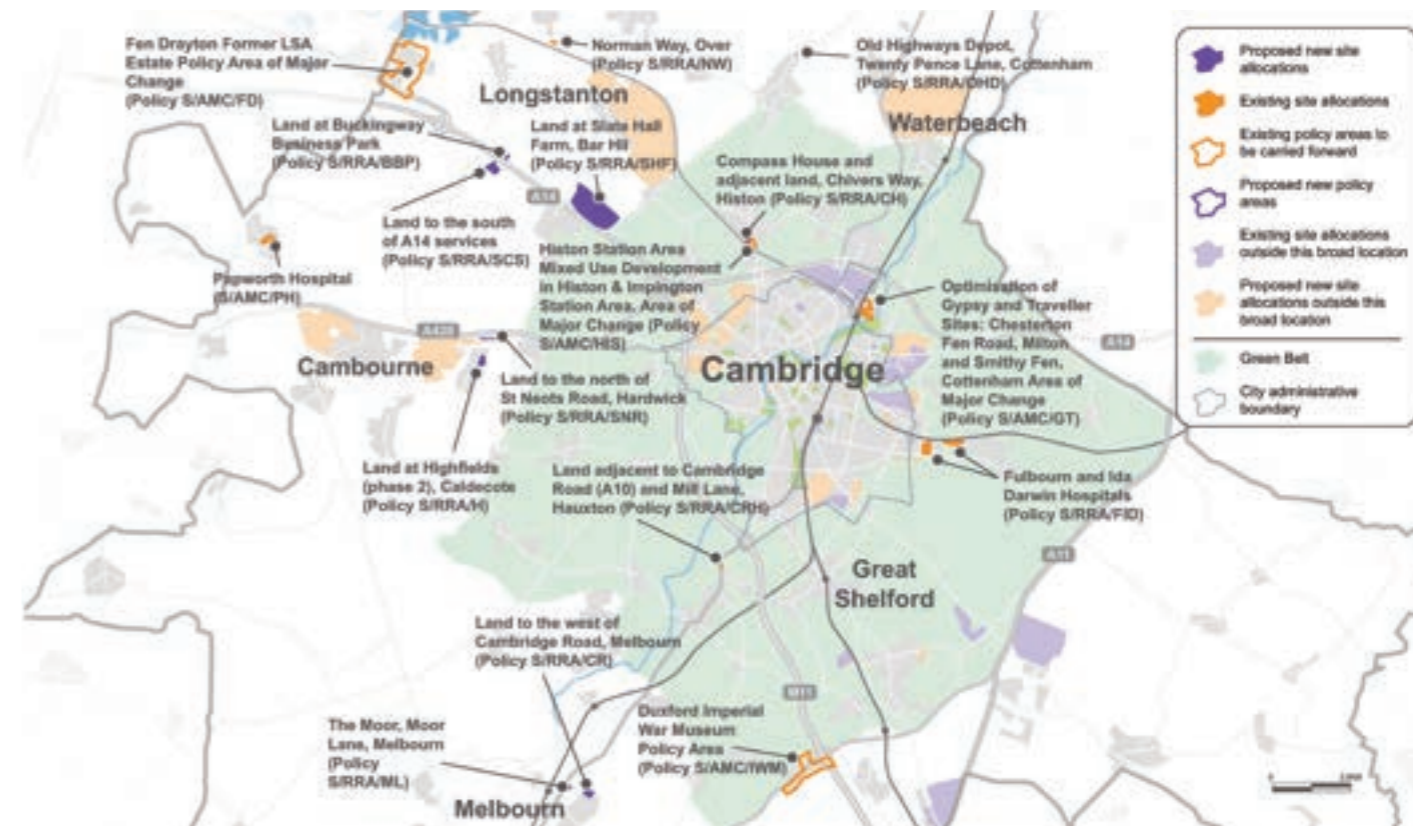 Fen Drayton Former LSA
Estate Policy Area of Major
Change
(Policy S/AMC/FD)
Norman Way, Over
(Policy S/RRA/NW)
Old Highways Depot,
Twenty Pence Lane, Cottenham
(Policy S/RRA/OHD)
Longstanton
Waterbeach
Land at Buckingway
Business Park
(Policy S/RRA/BBP)
Land at Slate Hall
Farm, Bar Hil
(Policy S/RRA/SHF)
Compass House and
adjacent land, Chivers Way,
Histon (Policy S/RRA/CH)
A14
Land to the south
of A14 services
(Policy S/RRA/SCS)
Papworth Hospital
(S/AMC/PH)
Histon Station Area
Mixed Use Development
in Histon & Impington
Station Area, Area of
Major Change (Policy
S/AMC/HIS)
Optimisation of
Gypsy and Traveller
Sites: Chesterton
Fen Road, Milton
and Smithy Fen,
Cottenham Area of
Major Change
(Policy S/AMC/GT)
A428
A14
Cambourne
Cambridge
Land to the north of
St Neots Road, Hardwick
(Policy S/RRA/SNR)
Land at Highfields
(phase 2), Caldecote
(Policy S/RRA/H)
Land adjacent to Cambridge
Road (A10) and Mill Lane,
Hauxton (Policy S/RRA/CRH)
Fulbourn and Ida
Darwin Hospitals
(Policy S/RRA/FID)
A11
Great
Shelford
Land to the west of
Cambridge Road, Melbourn
(Policy S/RRA/CR)
M11
The Moor, Moor
Lane, Melbourn
(Policy
S/RRA/ML)
Duxford Imperial
War Museum
Policy Area
(Policy S/AMC/IWM)
Melbourn
Proposed new site
allocations
Existing site allocations
Existing policy areas to
be carried forward
Proposed new policy
areas
Existing site allocations
outside this broad location
Proposed new site
allocations outside this
broad location
Green Belt
City administrative
boundary